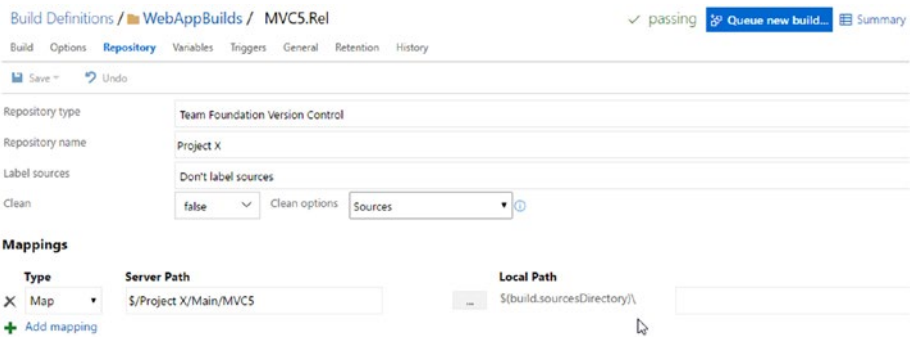 Build Definitions / WebAppBuilds / MVC5.Rel
✓ passing Queue new build... Summary
Build Options Repository Variables Triggers General Retention History
Save Undo
Repository type Team Foundation Version Control
Repository name Project X
Label sources Don't label sources
Clean false Clean options Sources
Mappings
Type Server Path Local Path
Map $/Project X/Main/MVC5 ... $(build.sourcesDirectory)\
Add mapping